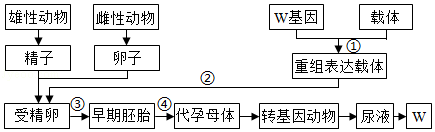 雄性动物 雌性动物 W基因 载体
①
精子 卵子 重组表达载体
②
受精卵 ③ 早期胚胎 ④ 代孕母体 转基因动物 尿液 W